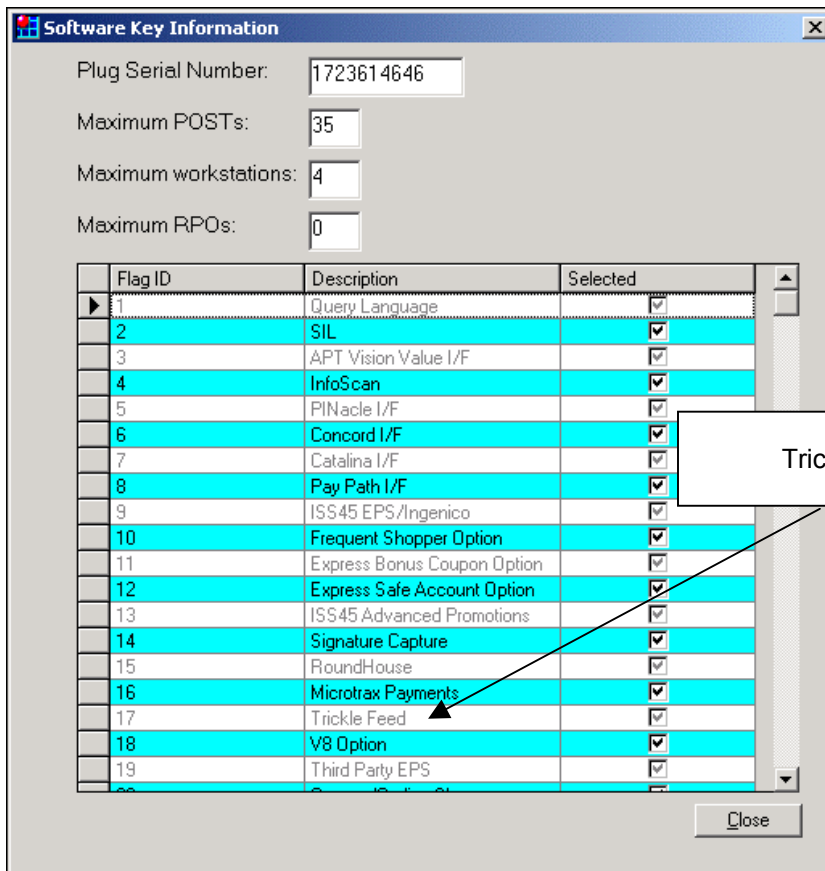 Software Key Information
Plug Serial Number: 1723614646
Maximum POSTs: 35
Maximum workstations: 4
Maximum RPOs: 0
Flag ID Description Selected
1 Query Language
2 SIL
3 APT Vision Value I/F
4 InfoScan
5 PINacle I/F
6 Concord I/F
7 Catalina I/F
Tric
8 Pay Path I/F
9 ISS45 EPS/Ingenico
10 Frequent Shopper Option
11 Express Bonus Coupon Option
12 Express Safe Account Option
13 ISS45 Advanced Promotions
14 Signature Capture
15 RoundHouse
16 Microtrax Payments
17 Trickle Feed
18 V8 Option
19 Third Party EPS
Close